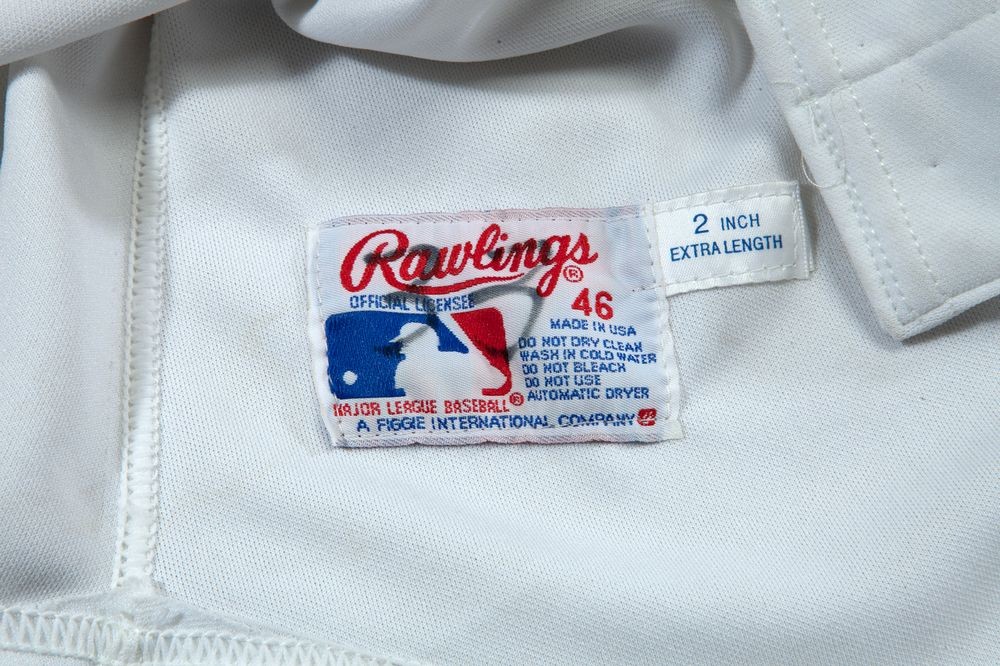 Rawlings®
OFFICIAL LICENSEE
46
MADE IN USA
DO NOT DRY CLEAN
WASH IN COLD WATER
DO NOT BLEACH
DO NOT USE
AUTOMATIC DRYER
MAJOR LEAGUE BASEBALL®
A FIGGIE INTERNATIONAL COMPANY
2 INCH
EXTRA LENGTH